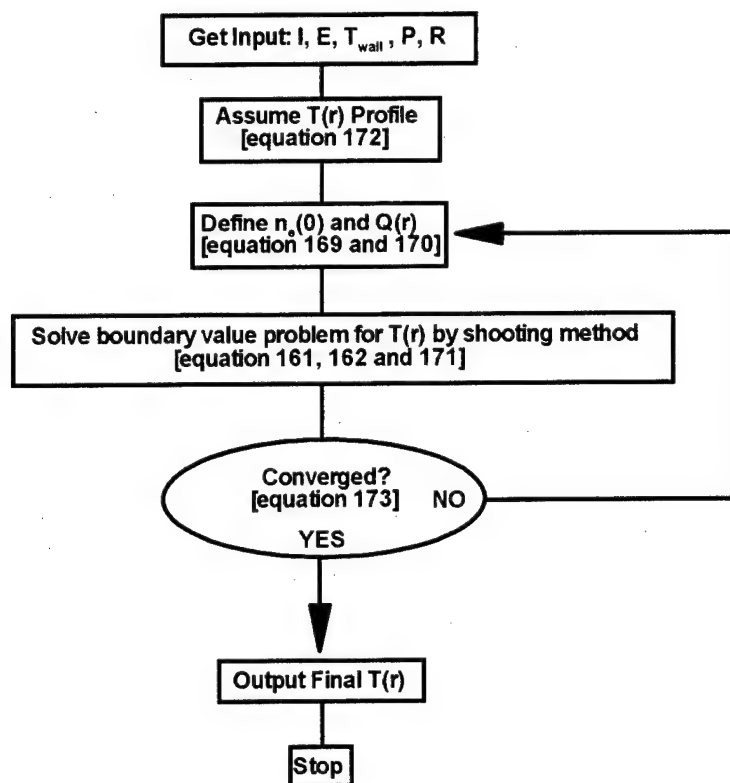 Get Input: I, E, T_wall, P, R
Assume T(r) Profile
[equation 172]
Define n_e(0) and Q(r)
[equation 169 and 170]
Solve boundary value problem for T(r) by shooting method
[equation 161, 162 and 171]
Converged?
[equation 173]
NO
YES
Output Final T(r)
Stop